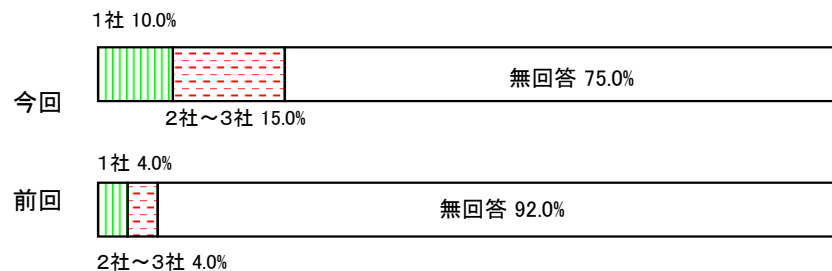 1社 10.0%
今回
無回答 75.0%
2社～3社 15.0%
1社 4.0%
前回
無回答 92.0%
2社～3社 4.0%